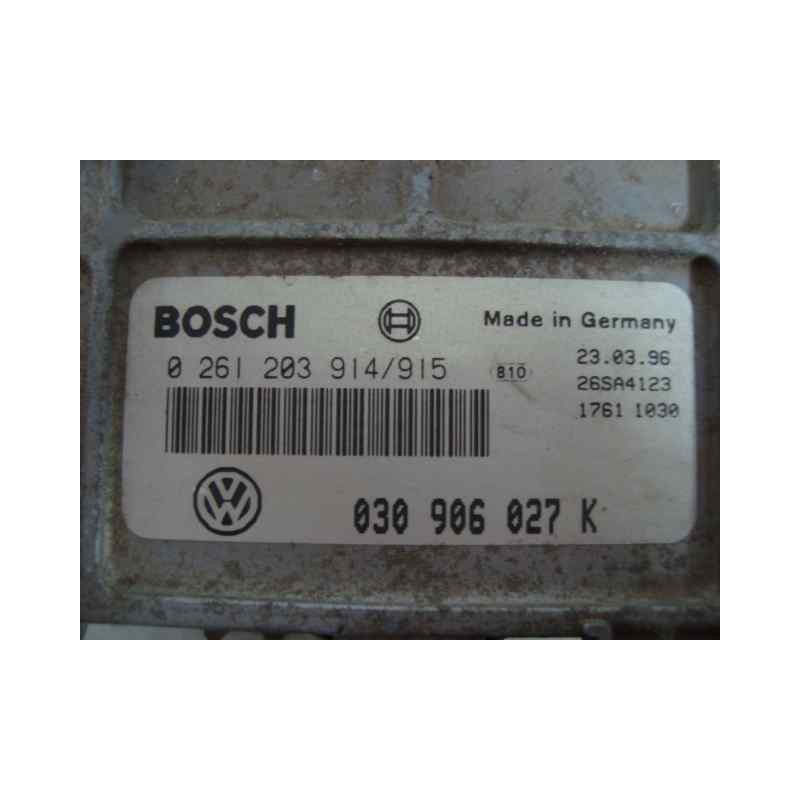 BOSCH
Made in Germany
0 261 203 914/915
810
23.03.96
26SA4123
1761 1030
VW
030 906 027 K